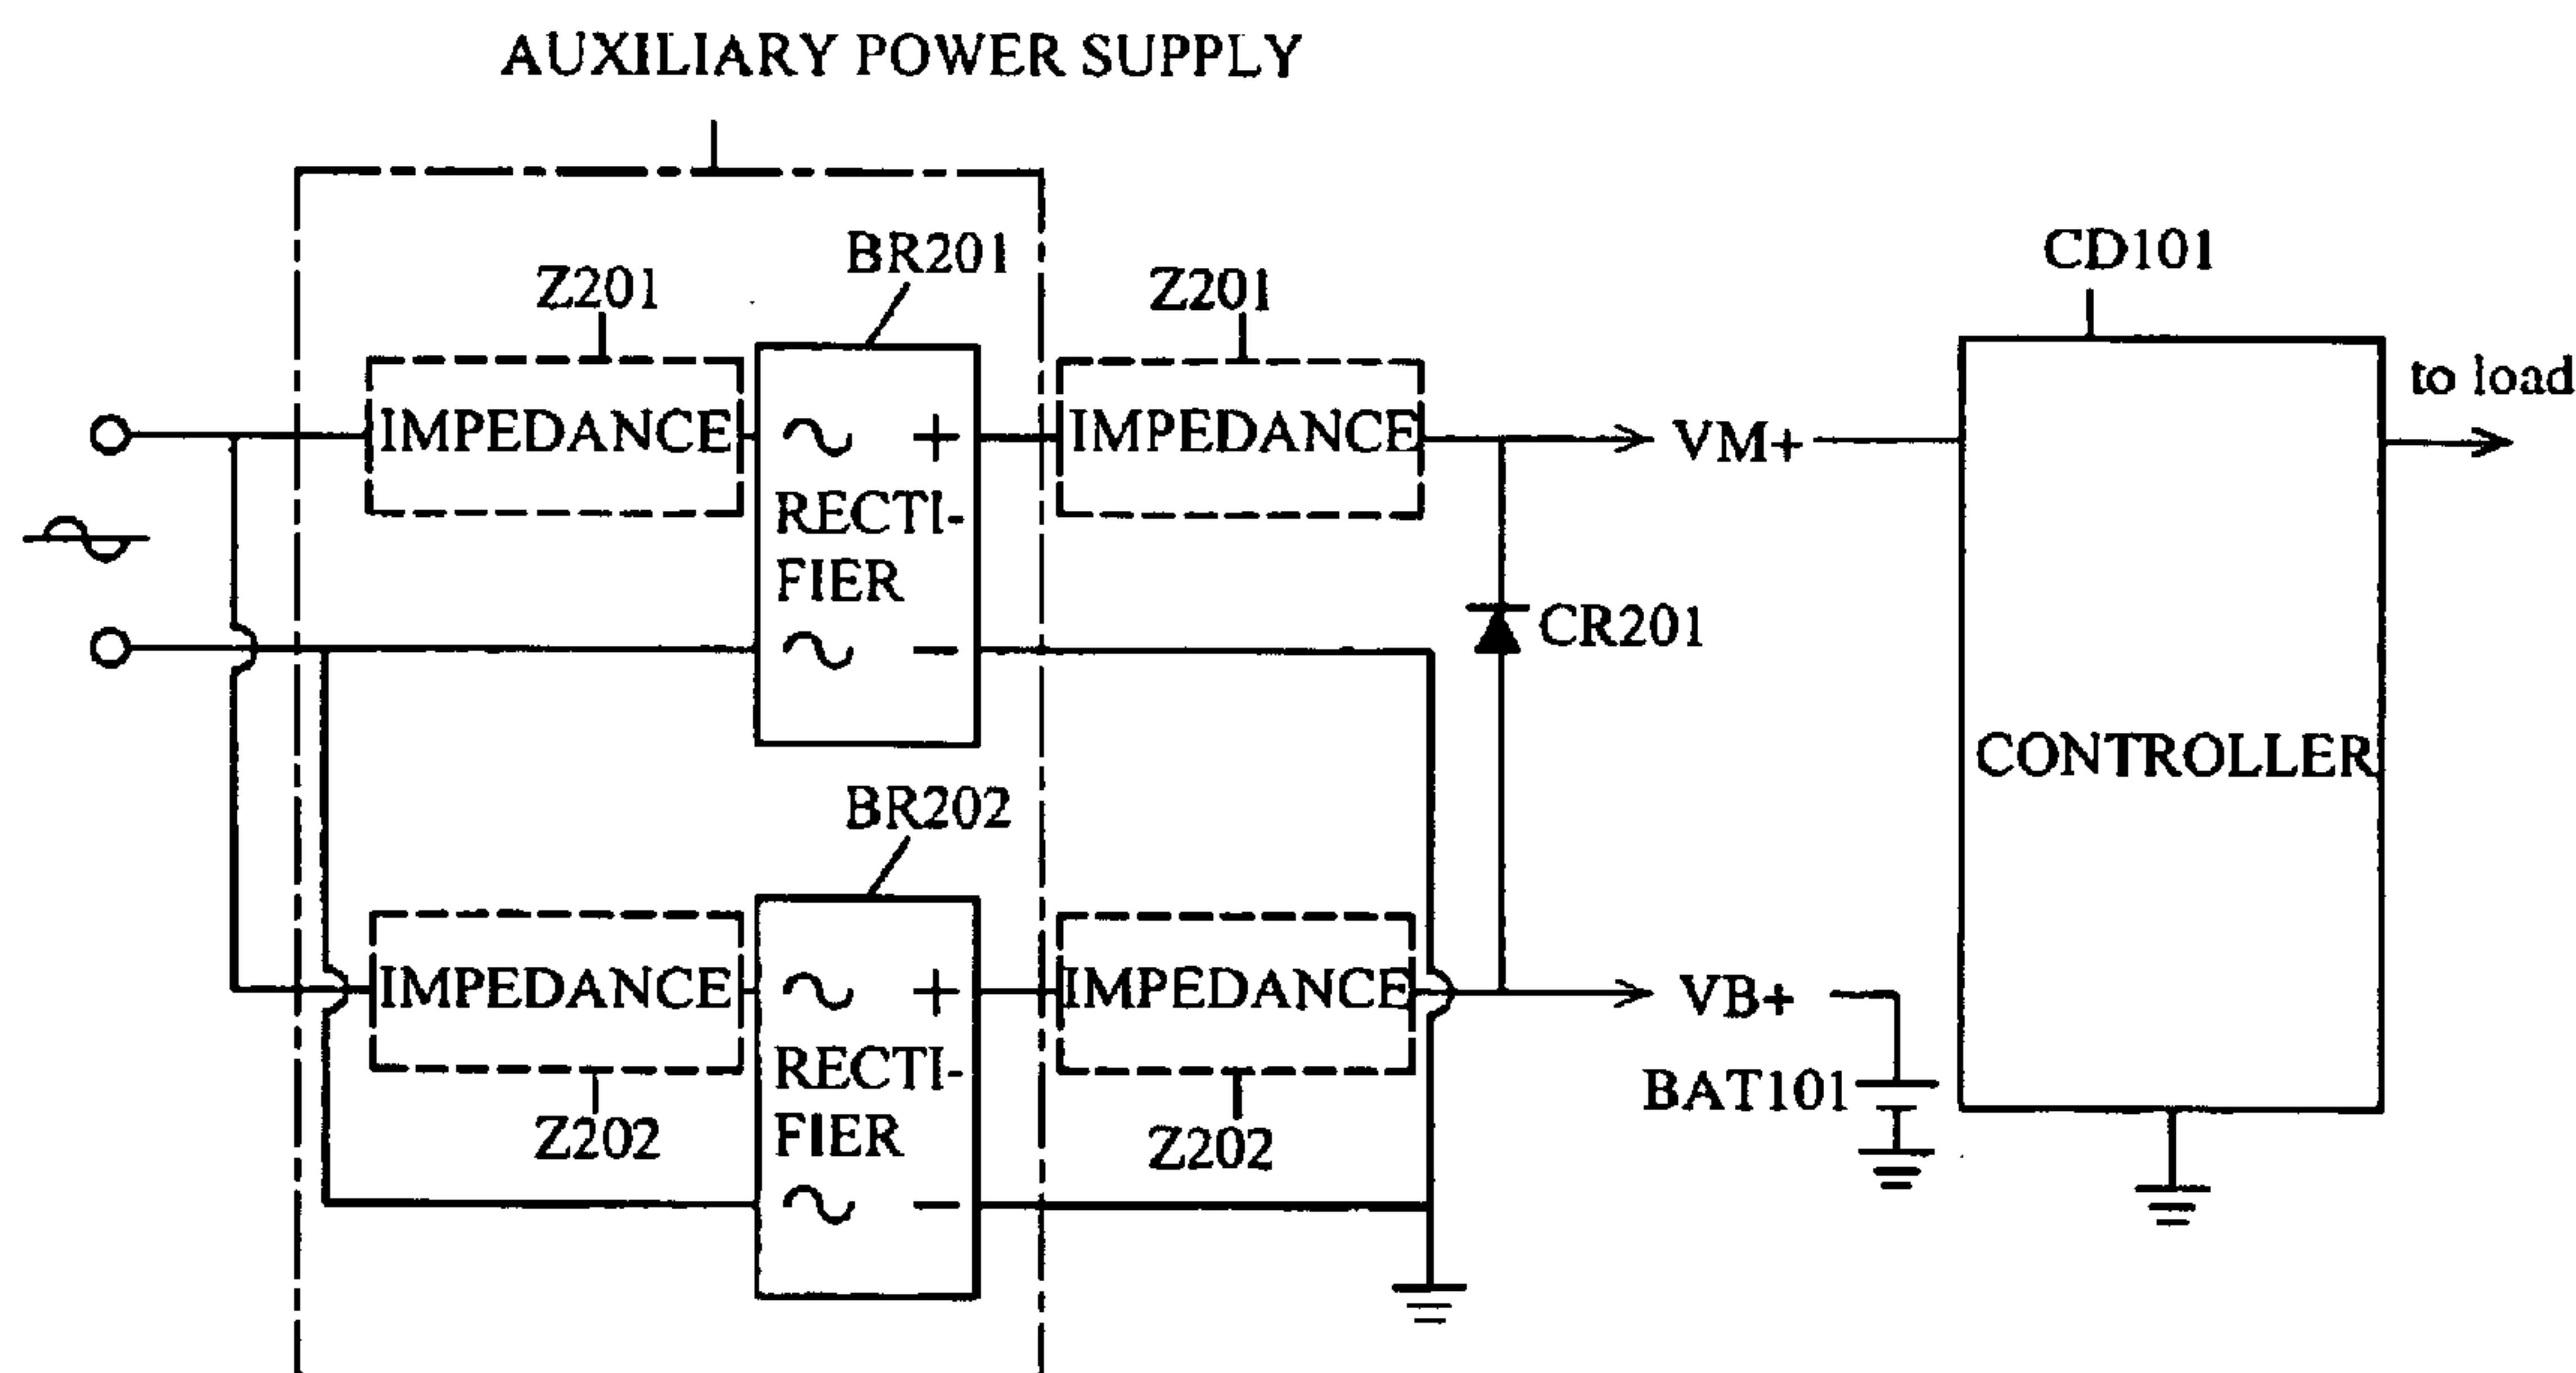 AUXILIARY POWER SUPPLY
BR201
CD101
Z201
Z201
to load
IMPEDANCE
+
IMPEDANCE
VM+
RECTI-
FIER
−
CR201
CONTROLLER
BR202
IMPEDANCE
+
IMPEDANCE
VB+
RECTI-
FIER
BAT101
Z202
Z202
−